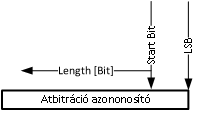 Start Bit
LSB
Length [Bit]
Atbitráció azononosító